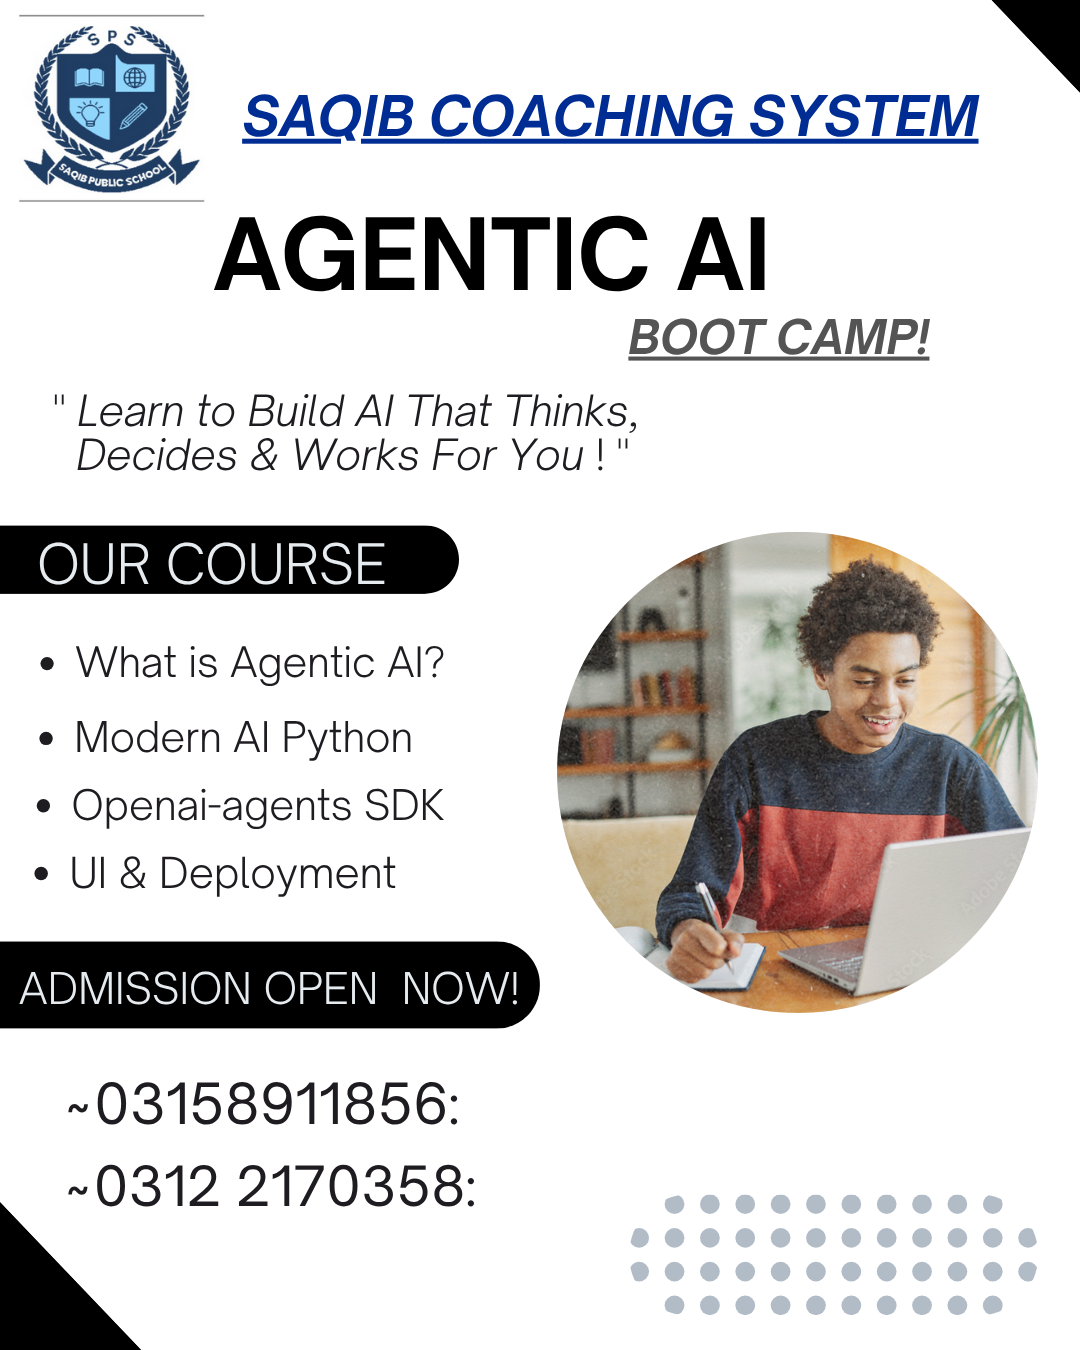 SPS
SAQIB PUBLIC SCHOOL
SAQIB COACHING SYSTEM
AGENTIC AI
BOOT CAMP!
" Learn to Build AI That Thinks,
Decides & Works For You ! "
OUR COURSE
• What is Agentic AI?
• Modern AI Python
• Openai-agents SDK
• UI & Deployment
ADMISSION OPEN  NOW!
~03158911856:
~0312 2170358: